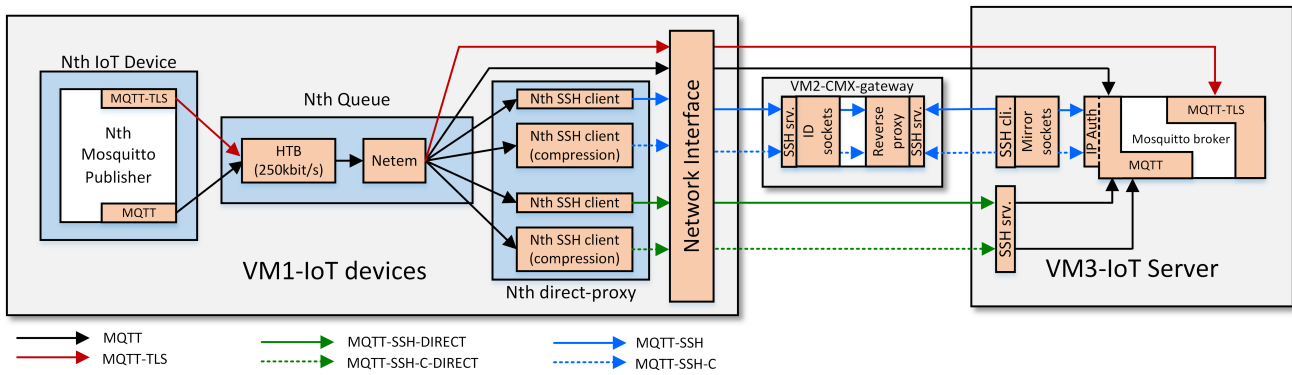 Nth IoT Device
MQTT-TLS
Nth
Mosquitto
Publisher
MQTT
Nth Queue
HTB
(250kbit/s)
Netem
VM1-IoT devices
Nth SSH client
Nth SSH client
(compression)
Nth SSH client
Nth SSH client
(compression)
Nth direct-proxy
Network Interface
VM2-CMX-gateway
SSH srv.
ID
sockets
Reverse
proxy
SSH srv.
SSH cli.
Mirror
sockets
IP Auth
MQTT-TLS
Mosquitto broker
MQTT
SSH srv.
VM3-IoT Server
MQTT
MQTT-TLS
MQTT-SSH-DIRECT
MQTT-SSH-C-DIRECT
MQTT-SSH
MQTT-SSH-C